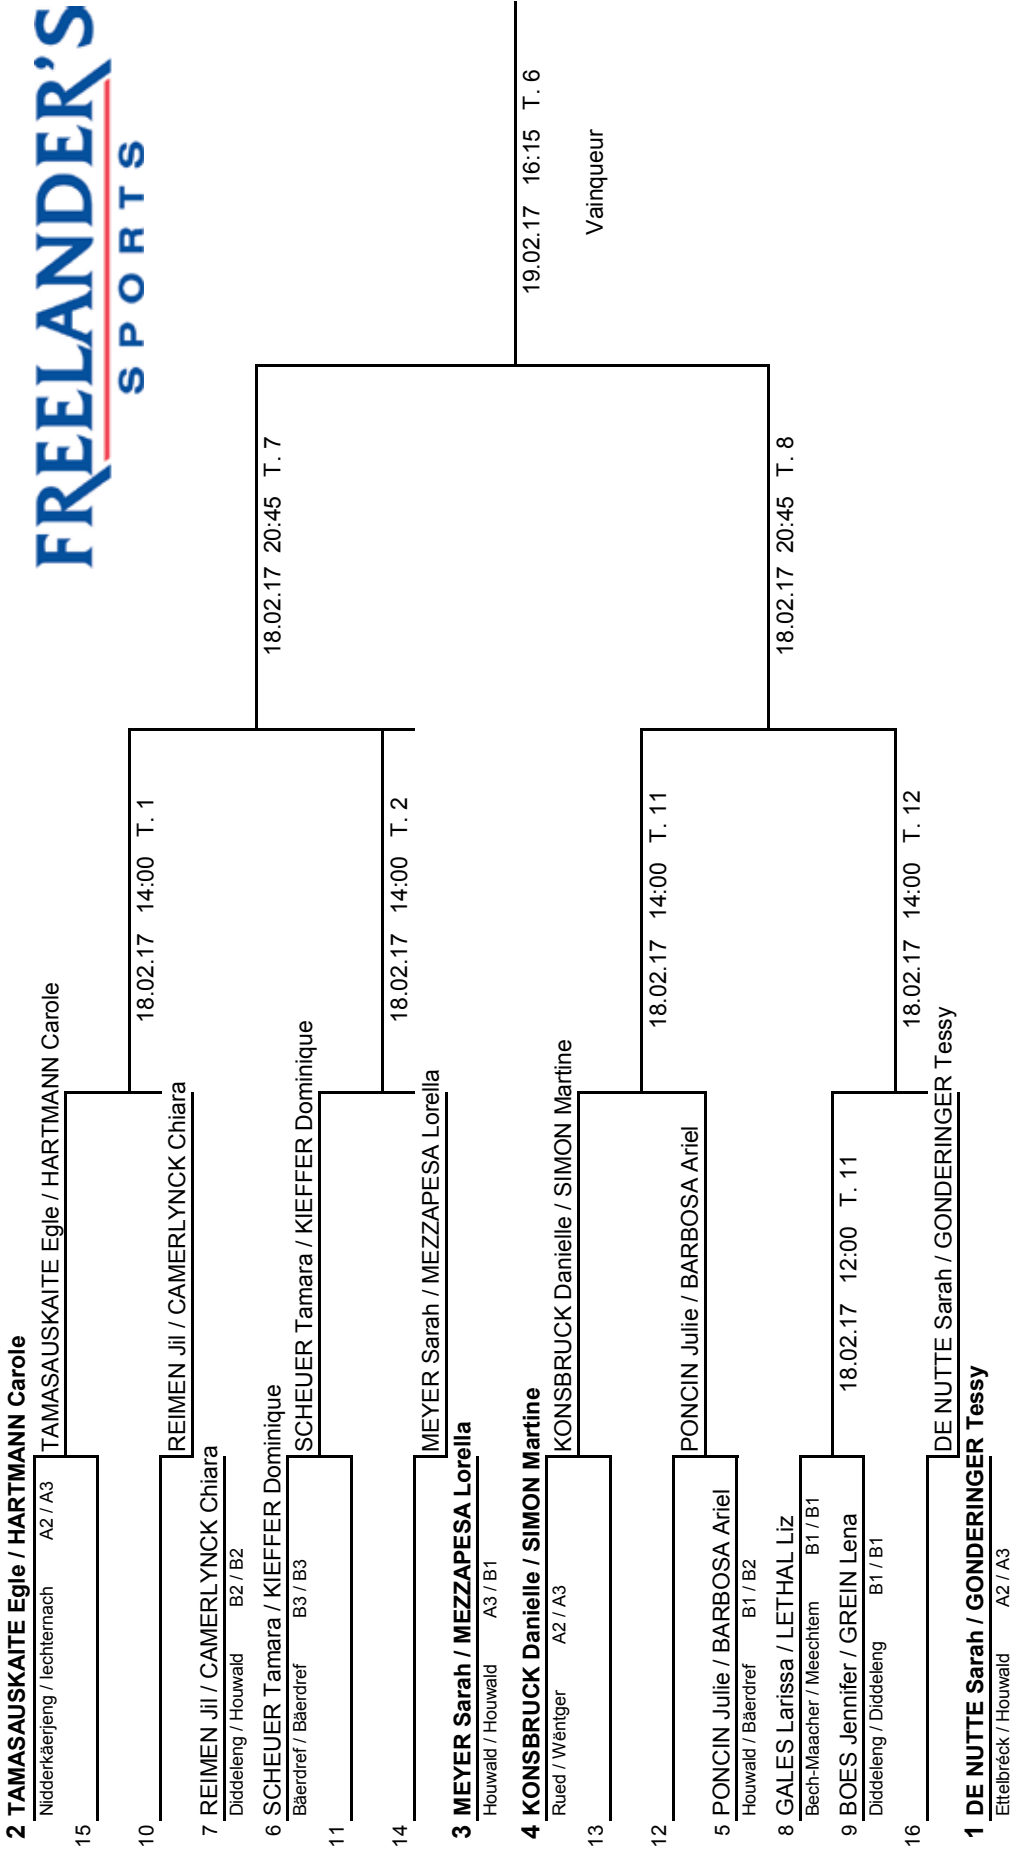 FREELANDER'S
SPORTS
2 TAMASAUSKAITE Egle / HARTMANN Carole
Nidderkäerjeng / Iechternach A2 / A3
TAMASAUSKAITE Egle / HARTMANN Carole
15
18.02.17 14:00 T. 1
10
REIMEN Jil / CAMERLYNCK Chiara
7 REIMEN Jil / CAMERLYNCK Chiara
Diddeleng / Houwald B2 / B2
18.02.17 20:45 T. 7
6 SCHEUER Tamara / KIEFFER Dominique
Bäerdref / Bäerdref B3 / B3
SCHEUER Tamara / KIEFFER Dominique
11
18.02.17 14:00 T. 2
14
MEYER Sarah / MEZZAPESA Lorella
3 MEYER Sarah / MEZZAPESA Lorella
Houwald / Houwald A3 / B1
19.02.17 16:15 T. 6
Vainqueur
4 KONSBRUCK Danielle / SIMON Martine
Rued / Wëntger A2 / A3
KONSBRUCK Danielle / SIMON Martine
13
18.02.17 14:00 T. 11
12
PONCIN Julie / BARBOSA Ariel
5 PONCIN Julie / BARBOSA Ariel
Houwald / Bäerdref B1 / B2
18.02.17 20:45 T. 8
8 GALES Larissa / LETHAL Liz
Bech-Maacher / Meechtem B1 / B1
18.02.17 12:00 T. 11
9 BOES Jennifer / GREIN Lena
Diddeleng / Diddeleng B1 / B1
18.02.17 14:00 T. 12
16
DE NUTTE Sarah / GONDERINGER Tessy
1 DE NUTTE Sarah / GONDERINGER Tessy
Ettelbréck / Houwald A2 / A3